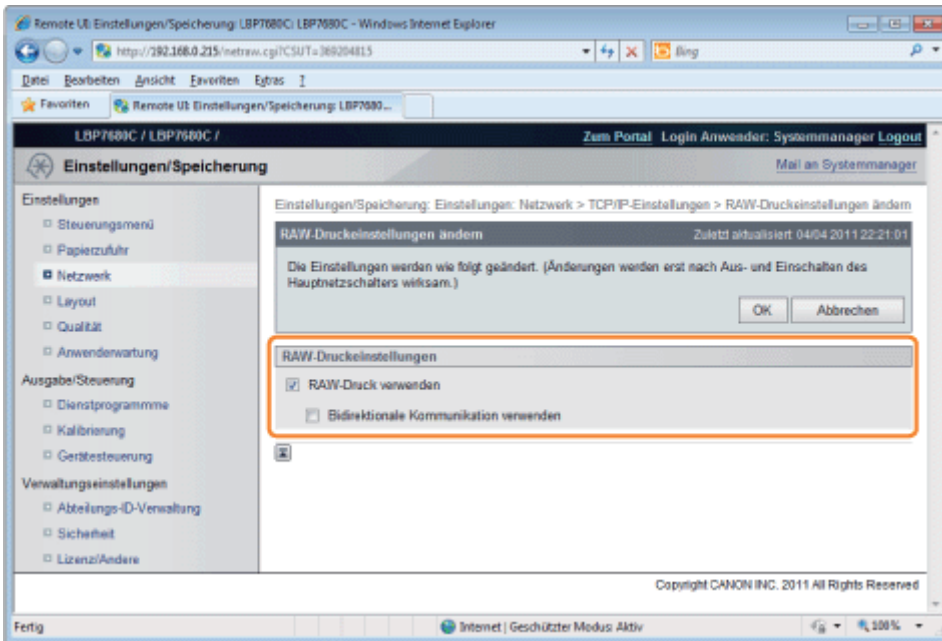 Remote UI: Einstellungen/Speicherung: LBP7680C: LBP7680C - Windows Internet Explorer
http://192.168.0.215/netraw.cgi?CSUT=369204815
Bing
Datei Bearbeiten Ansicht Favoriten Extras ?
Favoriten Remote UI: Einstellungen/Speicherung: LBP7680...
LBP7680C / LBP7680C / Zum Portal Login Anwender: Systemmanager Logout
Einstellungen/Speicherung Mail an Systemmanager
Einstellungen
Einstellungen/Speicherung: Einstellungen: Netzwerk > TCP/IP-Einstellungen > RAW-Druckeinstellungen ändern
Steuerungsmenü
Papierzufuhr
Netzwerk
Layout
Qualität
Anwenderwartung
Ausgabe/Steuerung
Dienstprogrammme
Kalibrierung
Gerätesteuerung
Verwaltungseinstellungen
Abteilungs-ID-Verwaltung
Sicherheit
Lizenz/Andere
RAW-Druckeinstellungen ändern Zuletzt aktualisiert 04/04 2011 22:21:01
Die Einstellungen werden wie folgt geändert. (Änderungen werden erst nach Aus- und Einschalten des
Hauptnetzschalters wirksam.)
OK Abbrechen
RAW-Druckeinstellungen
RAW-Druck verwenden
Bidirektionale Kommunikation verwenden
Copyright CANON INC. 2011 All Rights Reserved
Fertig Internet | Geschützter Modus: Aktiv 100%